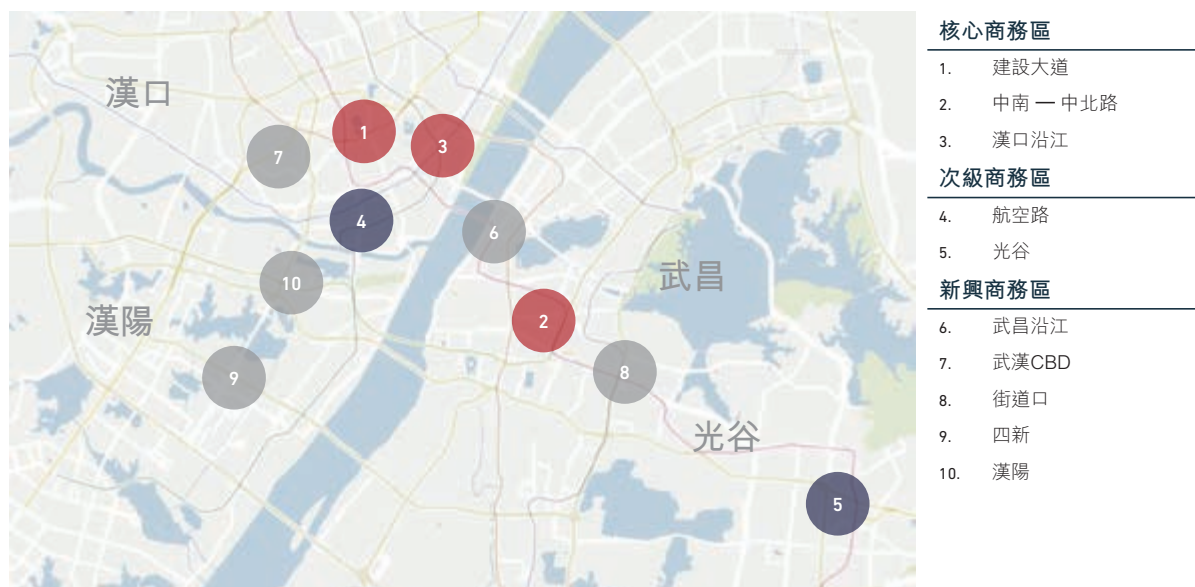 漢口
1
3
7
4
6
武昌
10
漢陽
2
8
9
光谷
5
核心商務區
1. 建設大道
2. 中南 — 中北路
3. 漢口沿江
次級商務區
4. 航空路
5. 光谷
新興商務區
6. 武昌沿江
7. 武漢CBD
8. 街道口
9. 四新
10. 漢陽